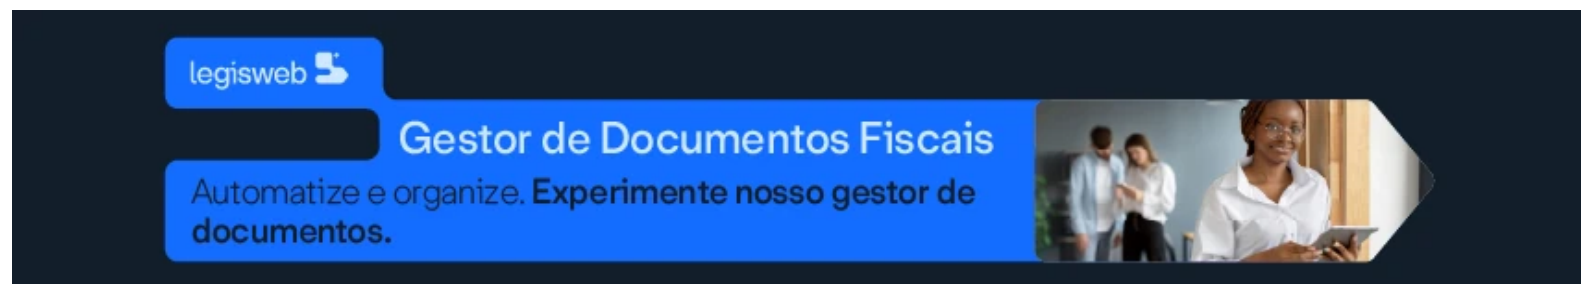 legisweb
Gestor de Documentos Fiscais
Automatize e organize. Experimente nosso gestor de
documentos.